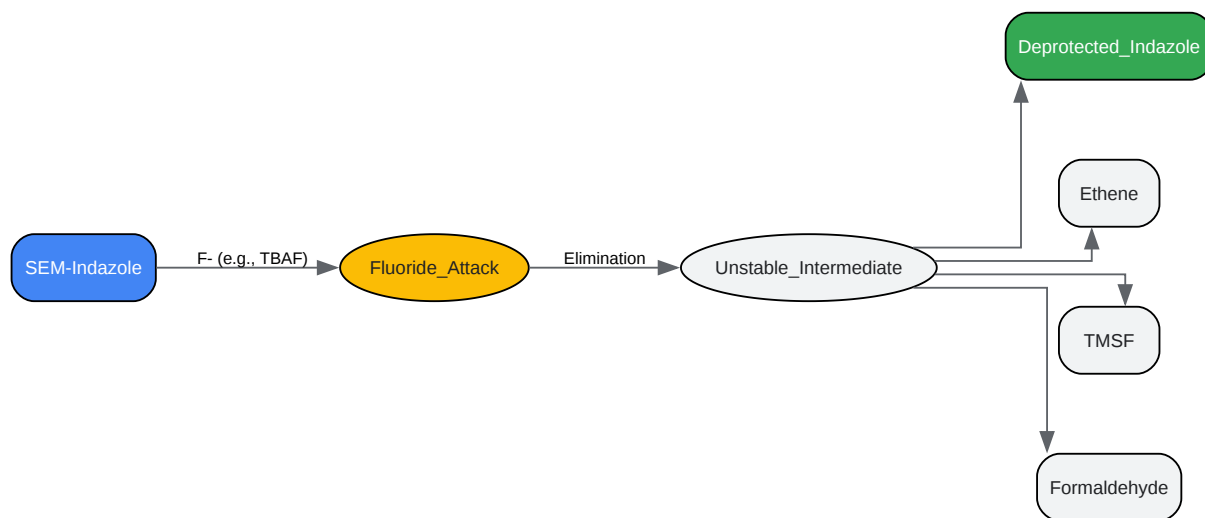 Deprotected_Indazole
Ethene
SEM-Indazole
F- (e.g., TBAF)
Fluoride_Attack
Elimination
Unstable_Intermediate
TMSF
Formaldehyde